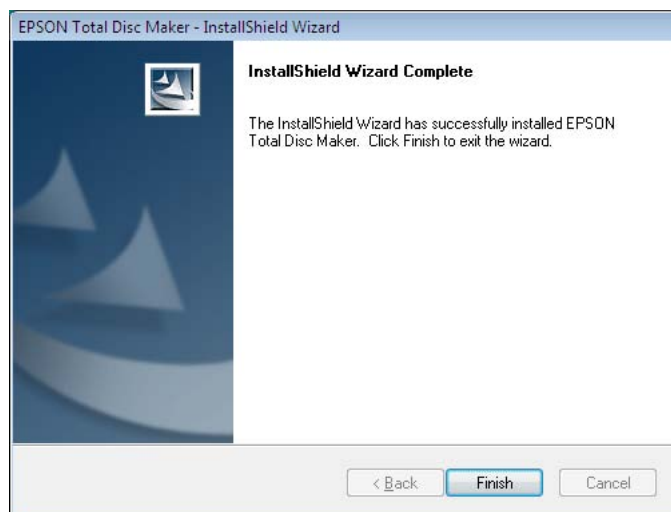 EPSON Total Disc Maker - InstallShield Wizard
InstallShield Wizard Complete
The InstallShield Wizard has successfully installed EPSON
Total Disc Maker. Click Finish to exit the wizard.
< Back
Finish
Cancel